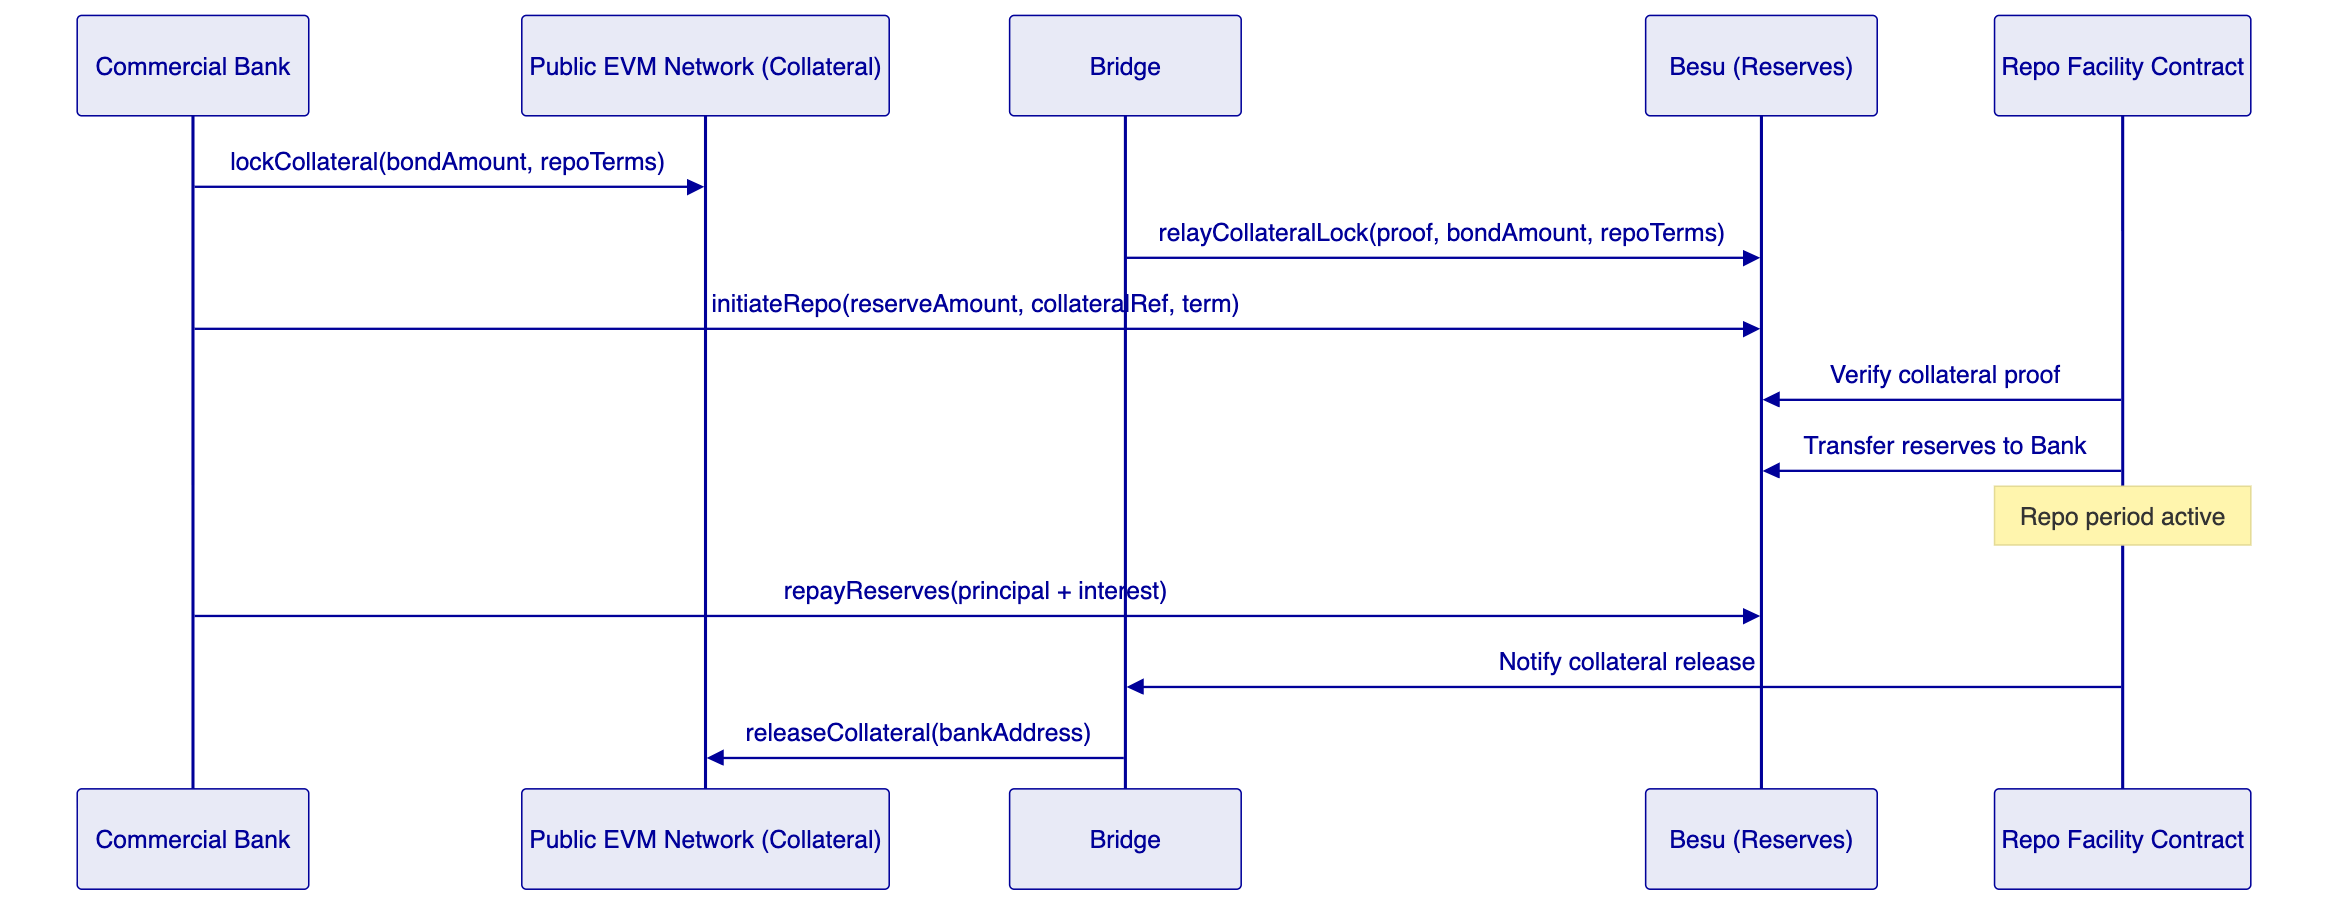 Commercial Bank
Public EVM Network (Collateral)
Bridge
Besu (Reserves)
Repo Facility Contract
lockCollateral(bondAmount, repoTerms)
relayCollateralLock(proof, bondAmount, repoTerms)
initiateRepo(reserveAmount, collateralRef, term)
Verify collateral proof
Transfer reserves to Bank
Repo period active
repayReserves(principal + interest)
Notify collateral release
releaseCollateral(bankAddress)
Commercial Bank
Public EVM Network (Collateral)
Bridge
Besu (Reserves)
Repo Facility Contract